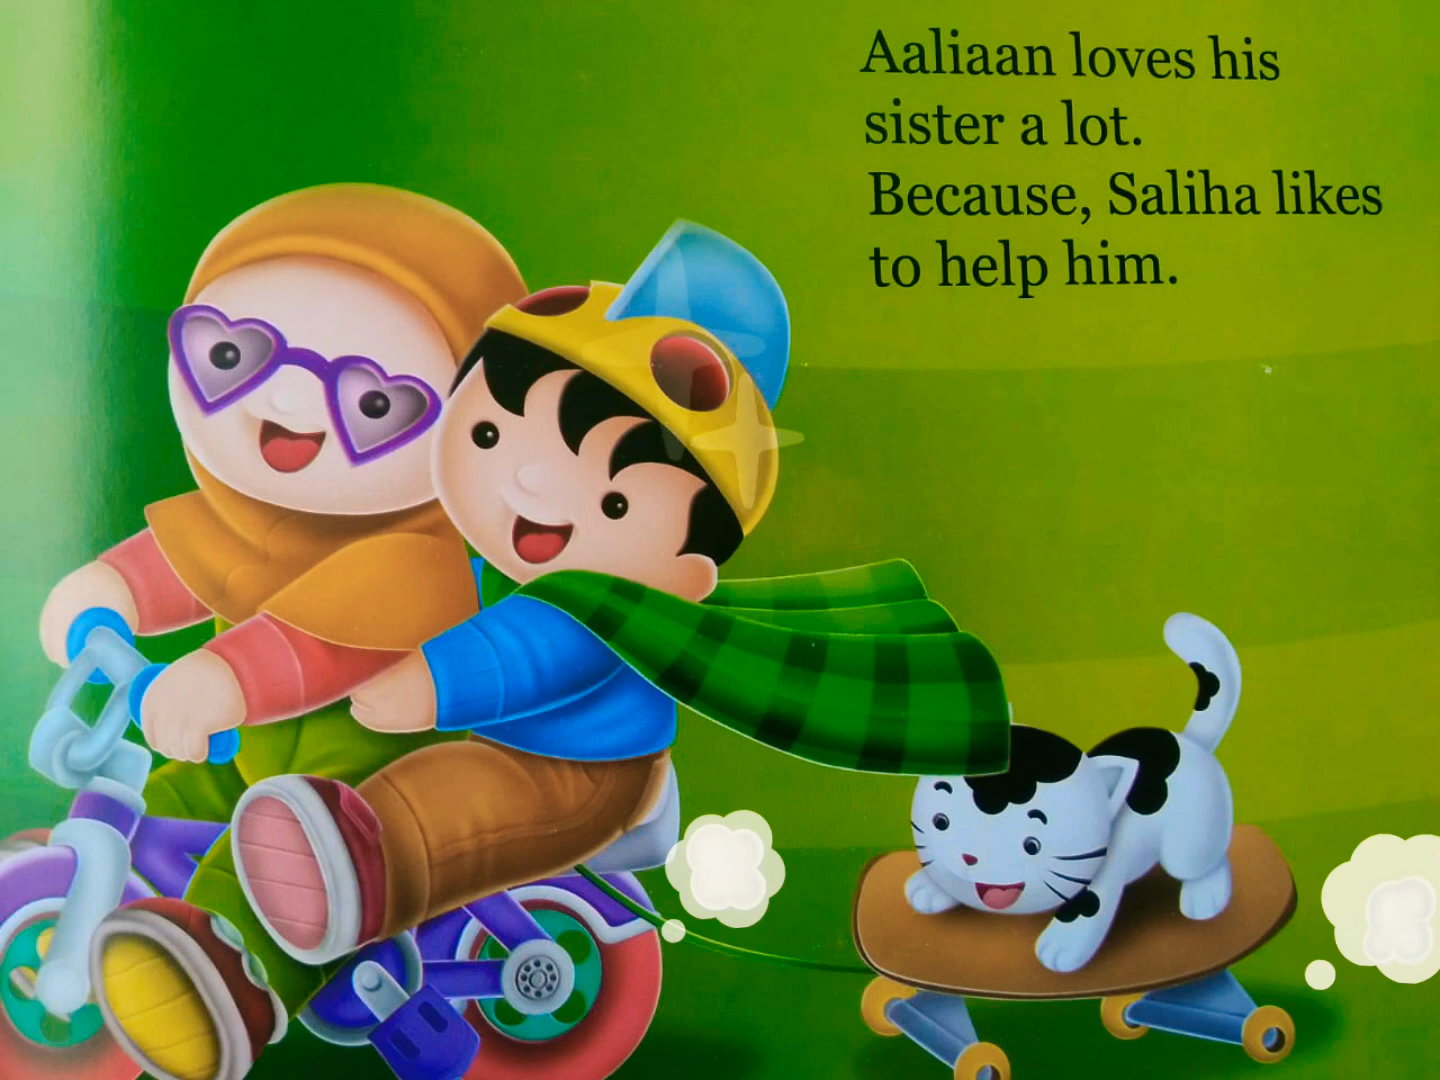 Aaliaan loves his
sister a lot.
Because, Saliha likes
to help him.